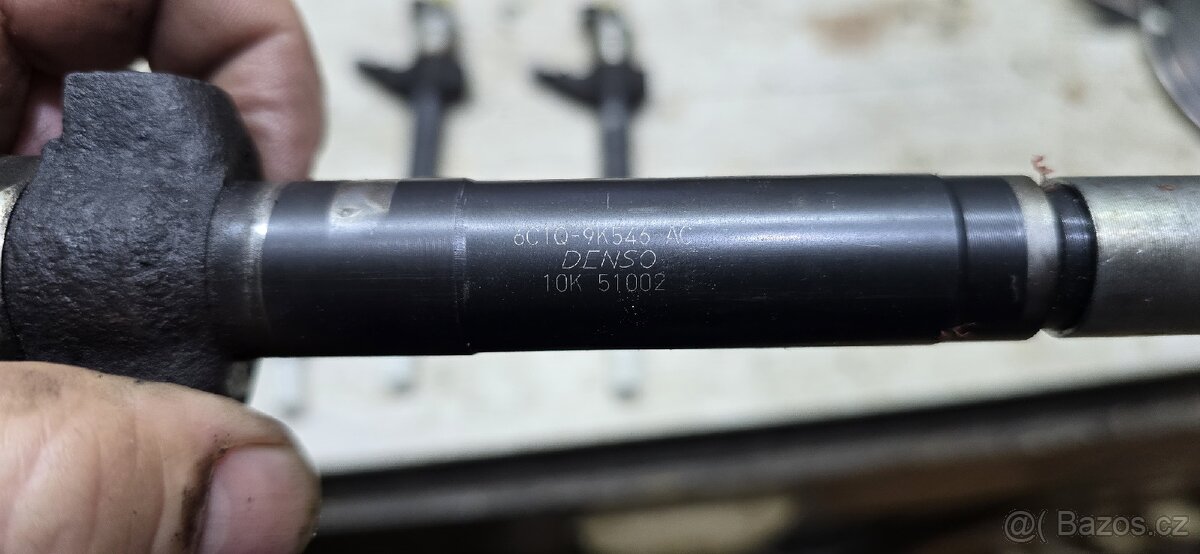 6C1Q-9K546 AC
DENSO
10K 51002
@( Bazos.cz